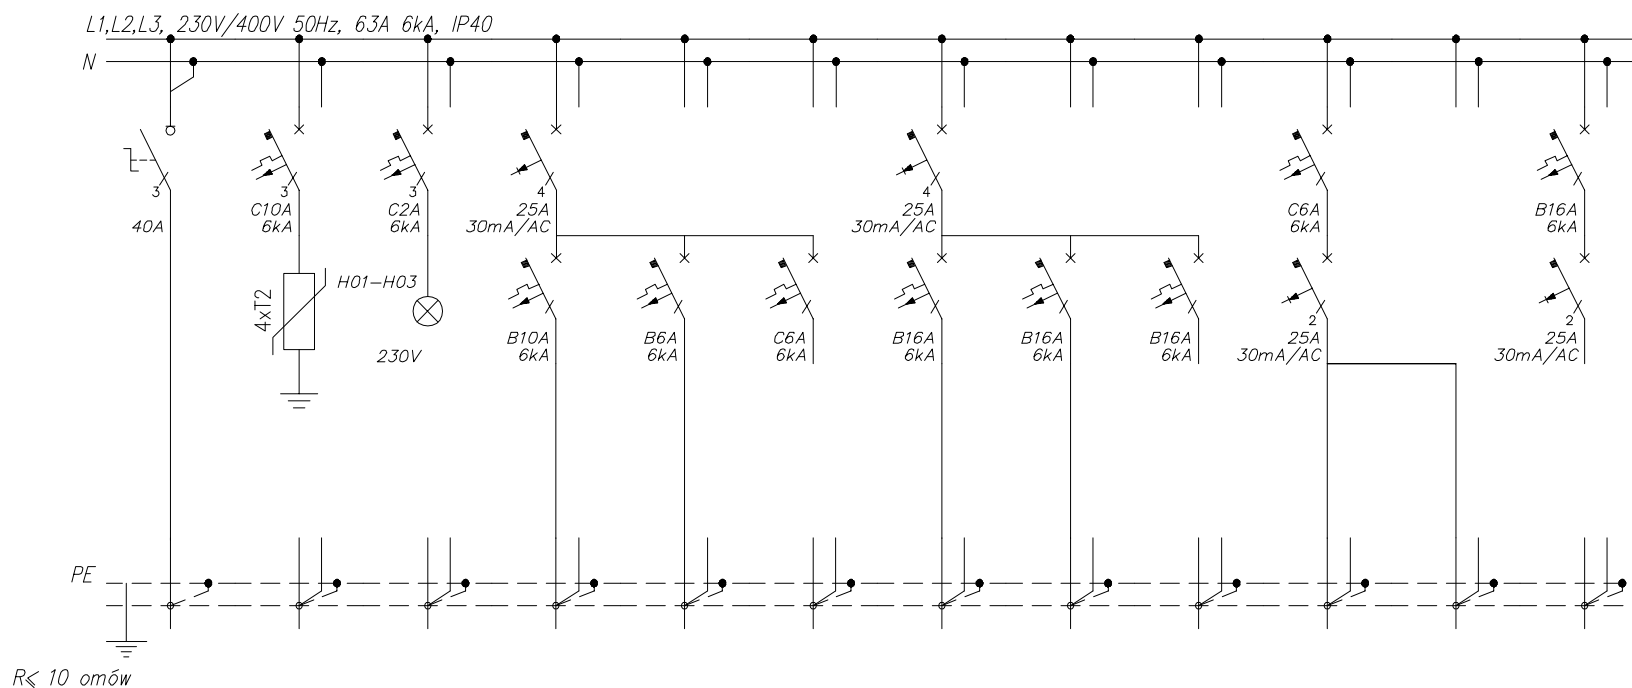 L1,L2,L3, 230V/400V 50Hz, 63A 6kA, IP40
N
3
3
3
4
4
40A
C10A
6kA
C2A
6kA
25A
30mA/AC
25A
30mA/AC
C6A
6kA
B16A
6kA
4xT2
H01-H03
230V
B10A
6kA
B6A
6kA
C6A
6kA
B16A
6kA
B16A
6kA
B16A
6kA
2
25A
30mA/AC
2
25A
30mA/AC
PE
R⩽ 10 omów